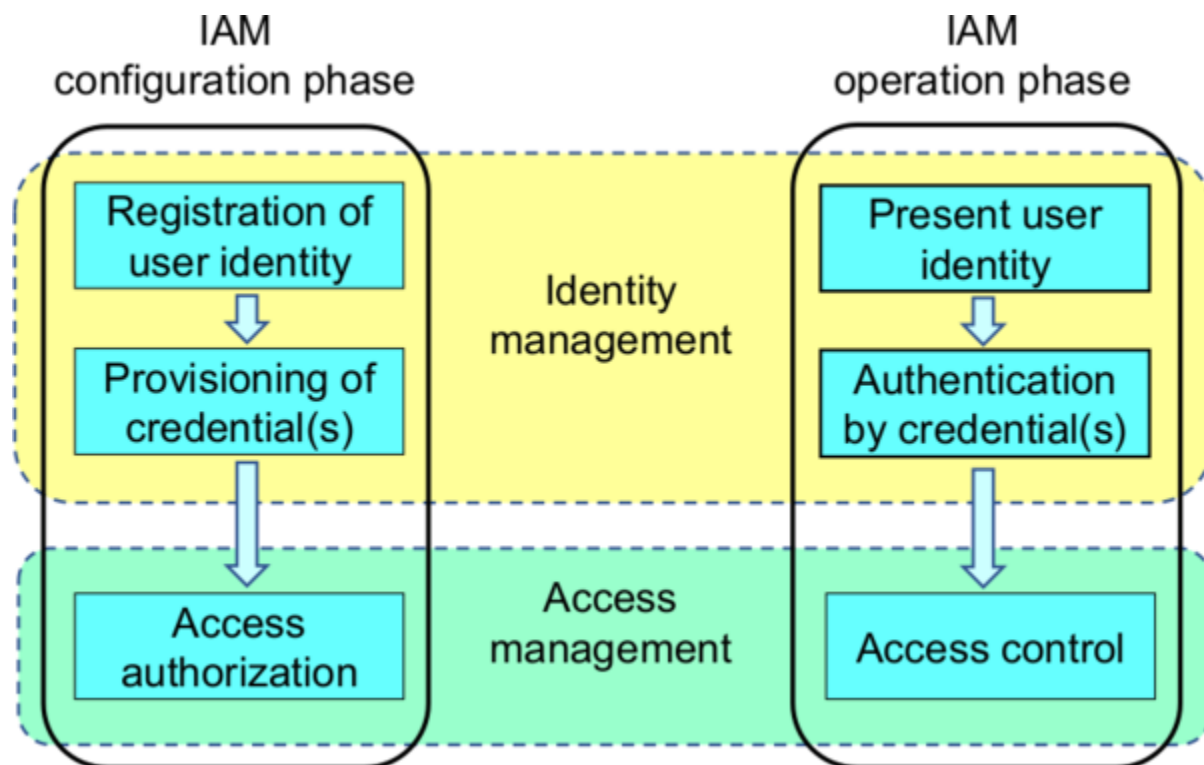 IAM
configuration phase
IAM
operation phase
Registration of
user identity
Present user
identity
Identity
management
Provisioning of
credential(s)
Authentication
by credential(s)
Access
authorization
Access
management
Access control